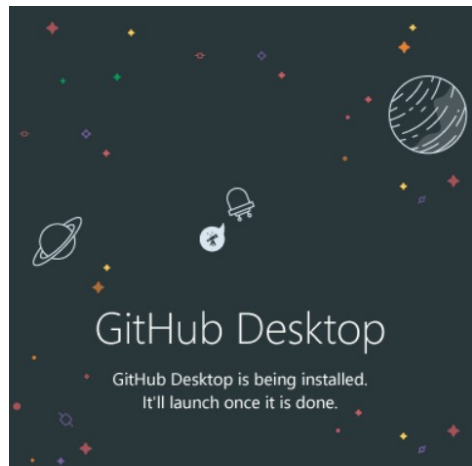 GitHub Desktop
GitHub Desktop is being installed.
It'll launch once it is done.